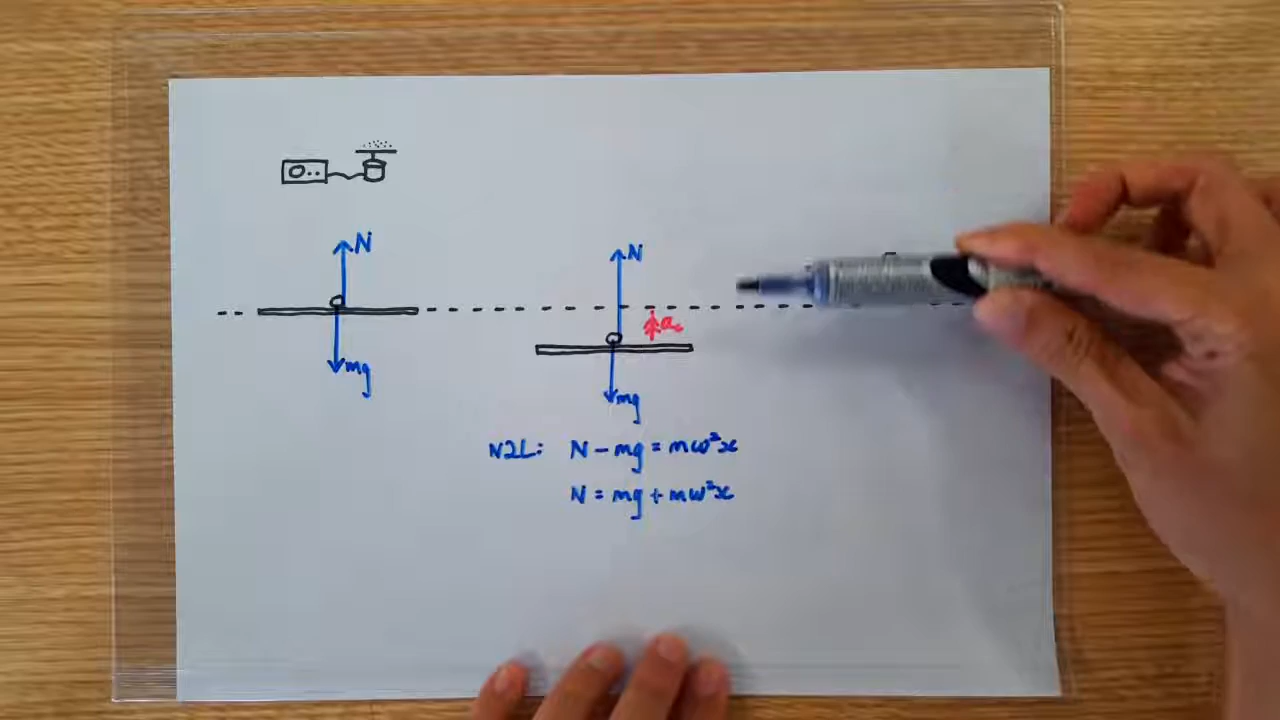 N
N
a
mg
mg
N2L: N - mg = mω²x
N = mg + mω²x